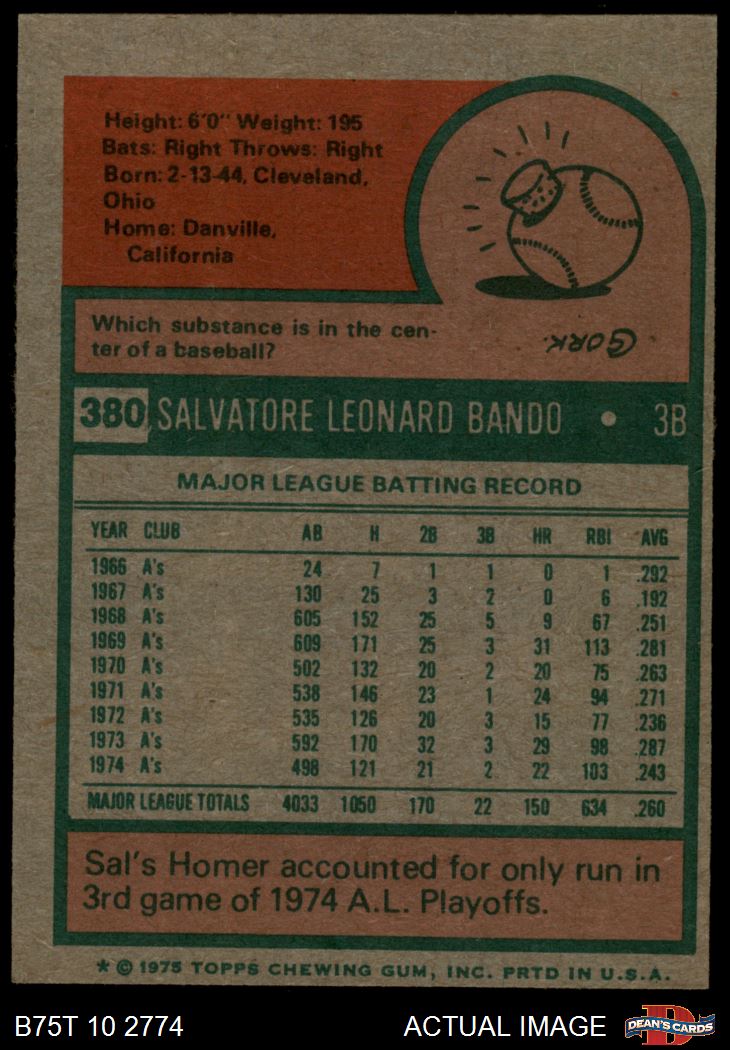 Height: 6'0" Weight: 195
Bats: Right Throws: Right
Born: 2-13-44, Cleveland,
Ohio
Home: Danville,
California
Which substance is in the cen-
ter of a baseball?
CORK.
380 SALVATORE LEONARD BANDO • 3B
MAJOR LEAGUE BATTING RECORD
YEAR CLUB AB H 2B 3B HR RBI AVG
1966 A's 24 7 1 1 0 1 .292
1967 A's 130 25 3 2 0 6 .192
1968 A's 605 152 25 5 9 67 .251
1969 A's 609 171 25 3 31 113 .281
1970 A's 502 132 20 2 20 75 .263
1971 A's 538 146 23 1 24 94 .271
1972 A's 535 126 20 3 15 77 .236
1973 A's 592 170 32 3 29 98 .287
1974 A's 498 121 21 2 22 103 .243
MAJOR LEAGUE TOTALS 4033 1050 170 22 150 634 .260
Sal's Homer accounted for only run in
3rd game of 1974 A.L. Playoffs.
* © 1975 TOPPS CHEWING GUM, INC. PRTD IN U.S.A.
B75T 10 2774 ACTUAL IMAGE
D
DEAN'S CARDS